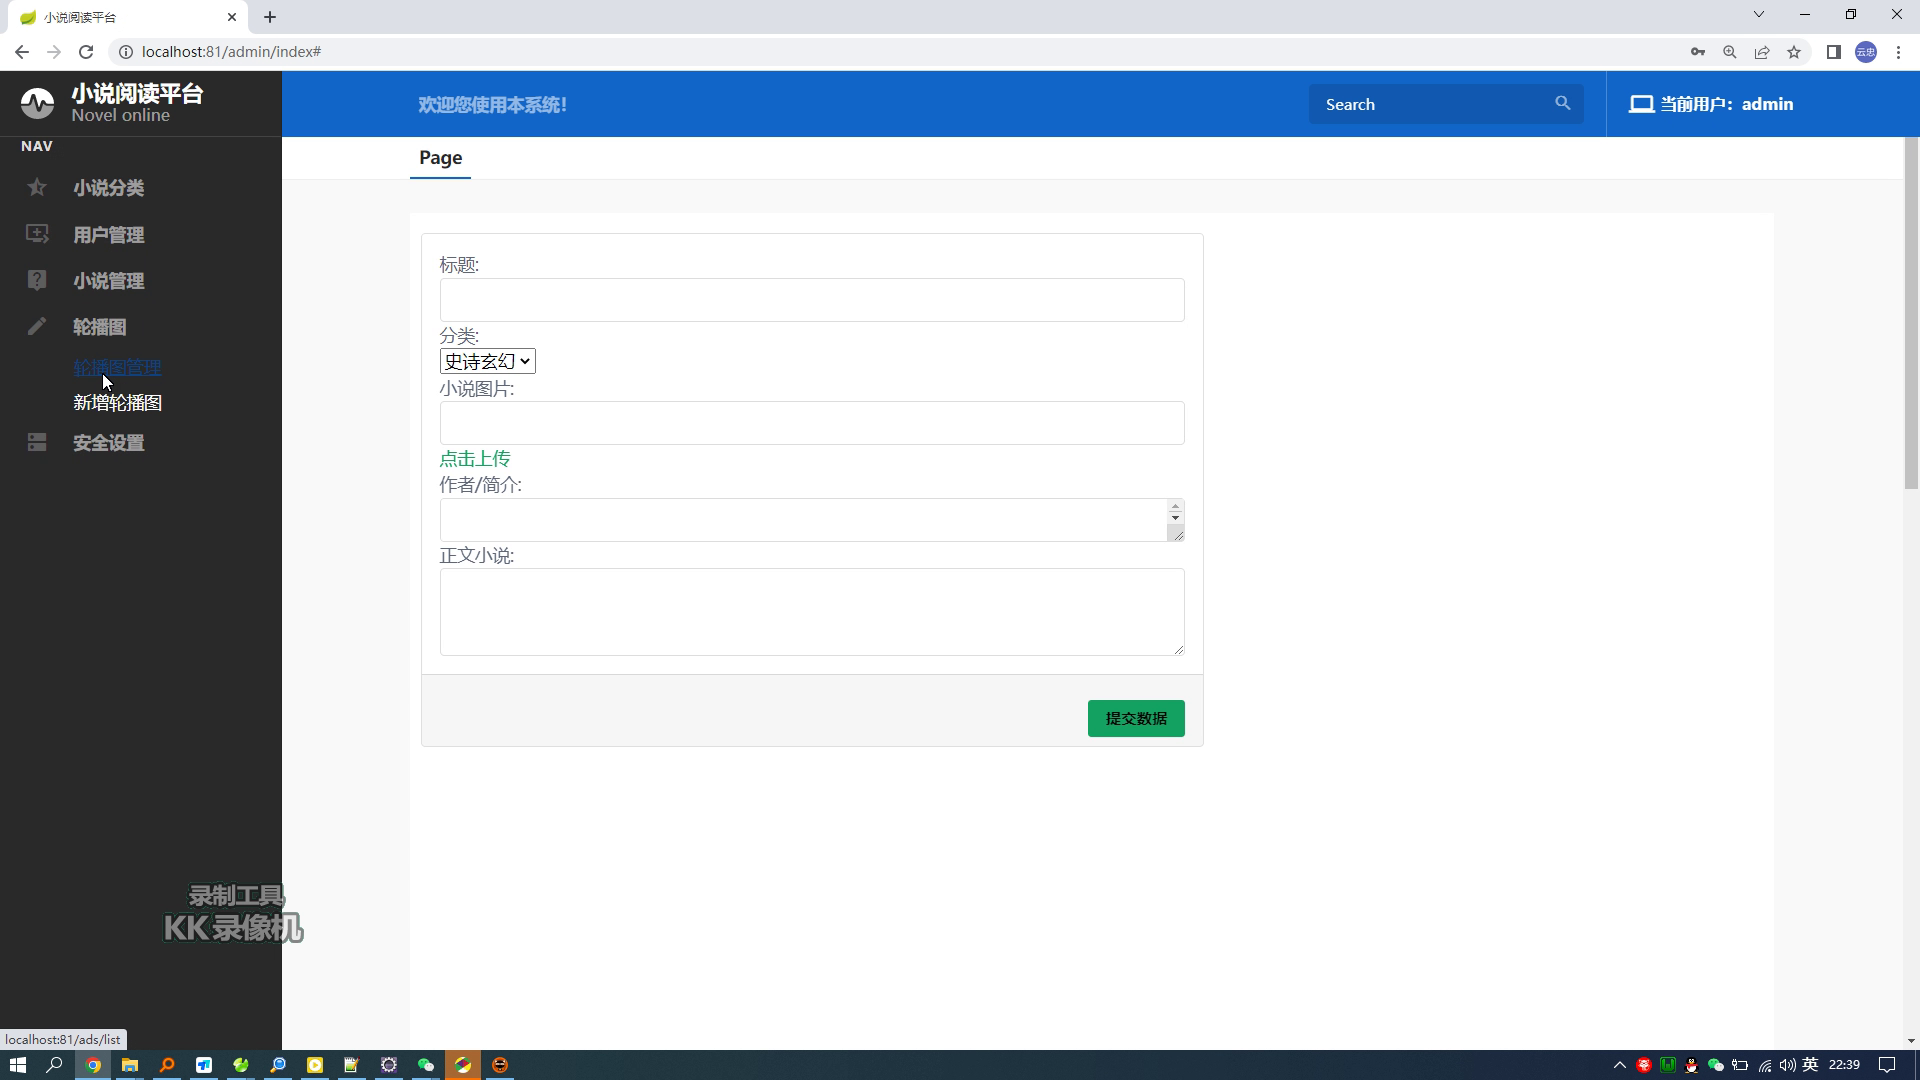 小说阅读平台
localhost:81/admin/index#
云忠
小说阅读平台
Novel online
欢迎您使用本系统!
Search
当前用户：admin
NAV
Page
小说分类
用户管理
小说管理
轮播图
轮播图管理
新增轮播图
安全设置
标题:
分类:
史诗玄幻
小说图片:
点击上传
作者/简介:
正文小说:
提交数据
录制工具
KK录像机
localhost:81/ads/list
英
22:39